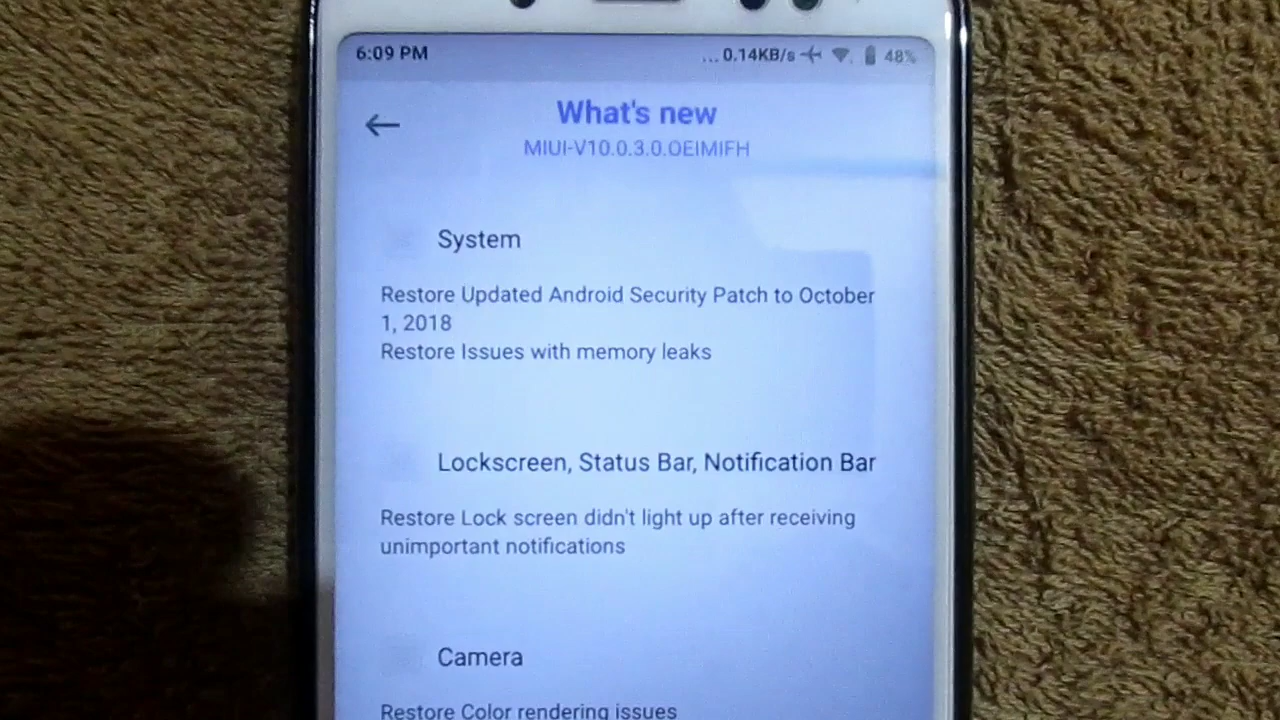 6:09 PM
... 0.14KB/s 48%
What's new
MIUI-V10.0.3.0.OEIMIFH
System
Restore Updated Android Security Patch to October
1, 2018
Restore Issues with memory leaks
Lockscreen, Status Bar, Notification Bar
Restore Lock screen didn't light up after receiving
unimportant notifications
Camera
Restore Color rendering issues